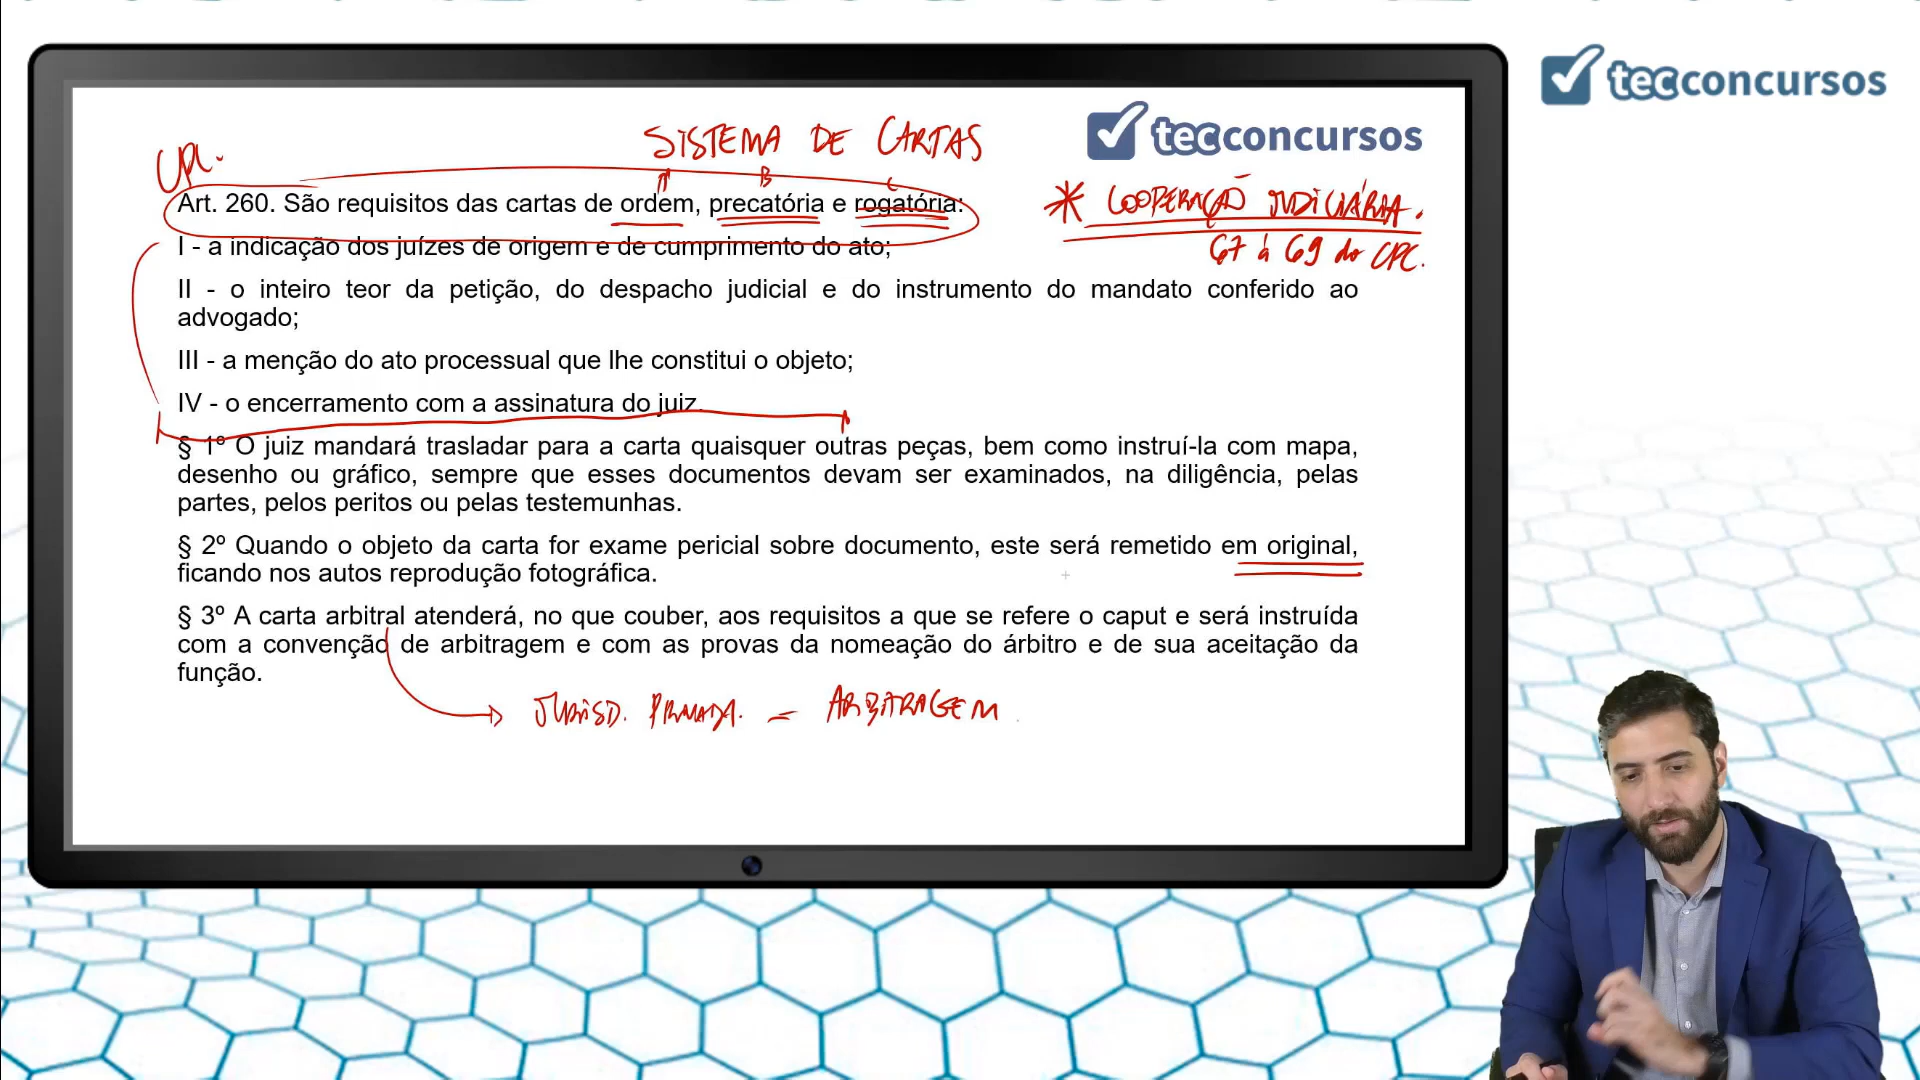 tecconcursos
tecconcursos
SISTEMA DE CARTAS
CPC.
A B C
* COOPERAÇÃO JUDICIÁRIA.
67 à 69 do CPC.
Art. 260. São requisitos das cartas de ordem, precatória e rogatória:
I - a indicação dos juízes de origem e de cumprimento do ato;
II - o inteiro teor da petição, do despacho judicial e do instrumento do mandato conferido ao
advogado;
III - a menção do ato processual que lhe constitui o objeto;
IV - o encerramento com a assinatura do juiz.
§ 1º O juiz mandará trasladar para a carta quaisquer outras peças, bem como instruí-la com mapa,
desenho ou gráfico, sempre que esses documentos devam ser examinados, na diligência, pelas
partes, pelos peritos ou pelas testemunhas.
§ 2º Quando o objeto da carta for exame pericial sobre documento, este será remetido em original,
ficando nos autos reprodução fotográfica.
§ 3º A carta arbitral atenderá, no que couber, aos requisitos a que se refere o caput e será instruída
com a convenção de arbitragem e com as provas da nomeação do árbitro e de sua aceitação da
função.
JURISD. PRIVADA. - ARBITRAGEM